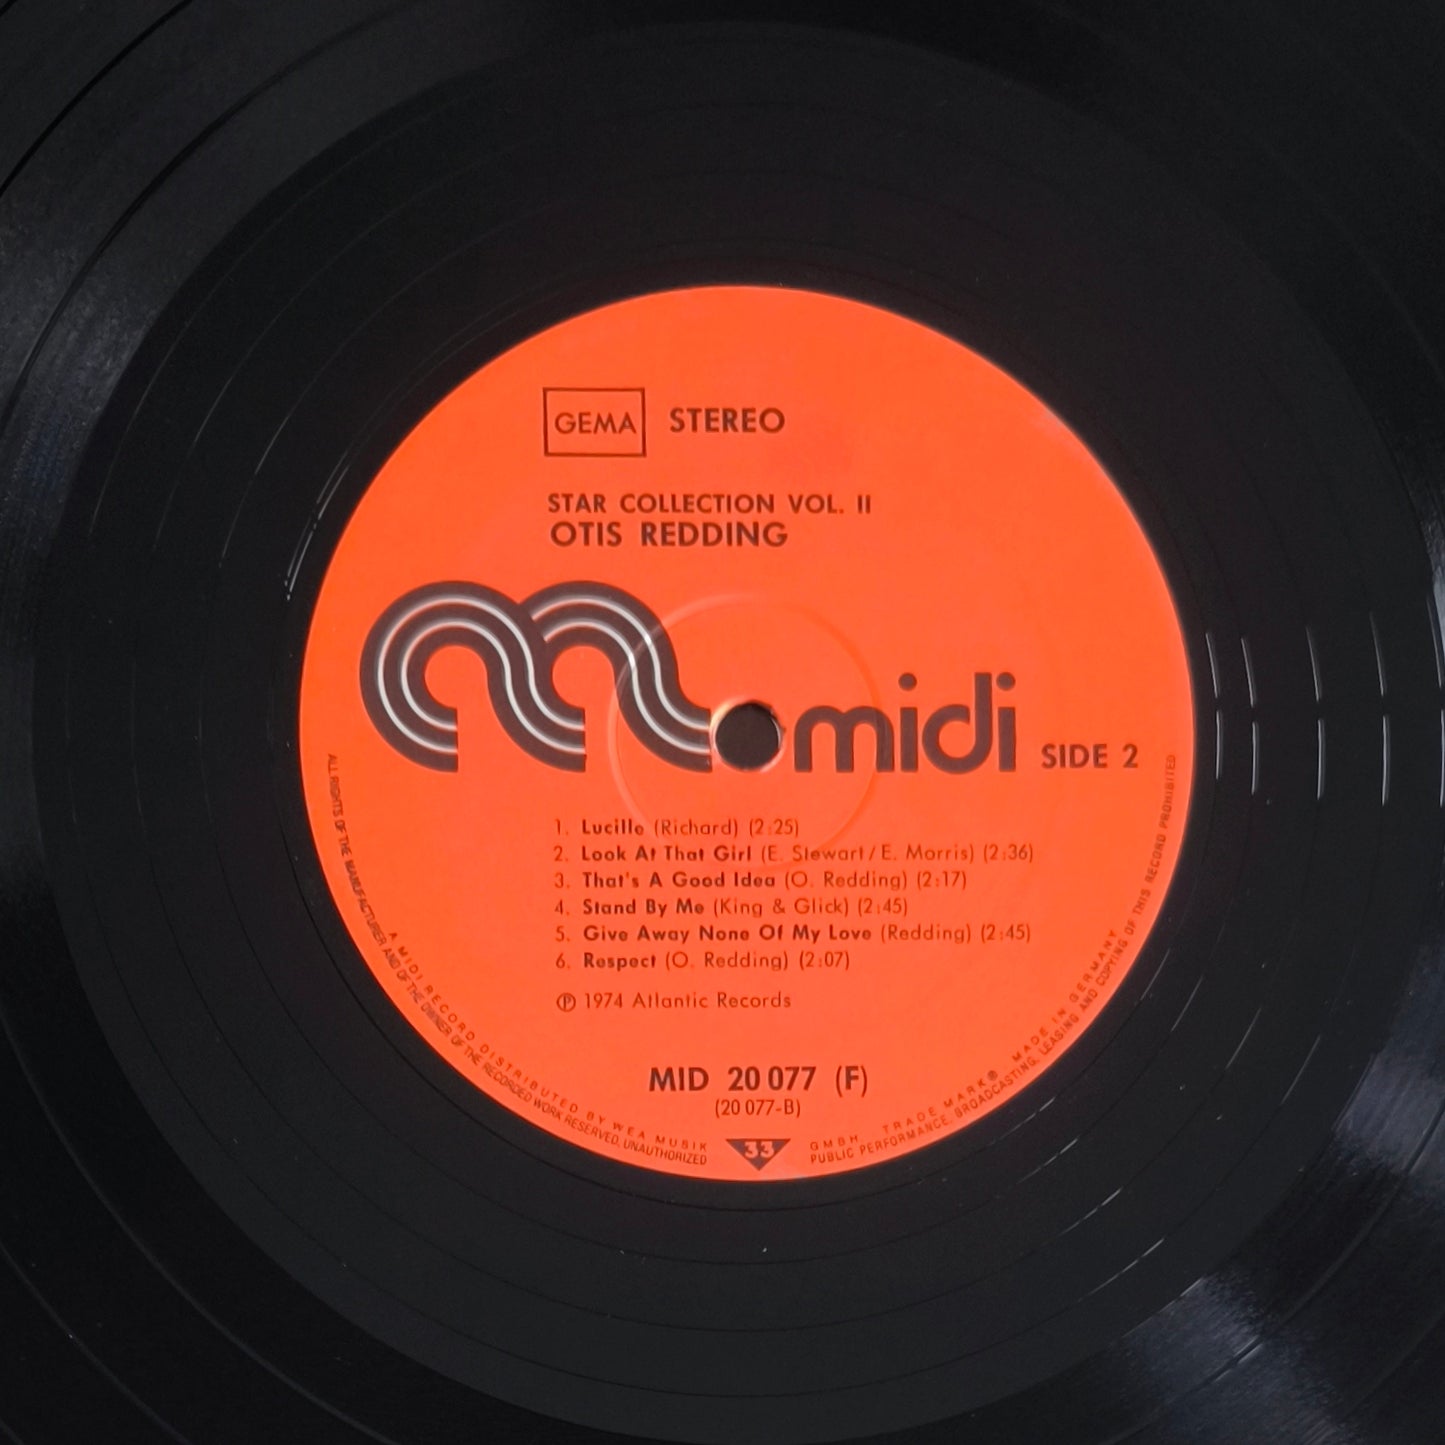 GEMA STEREO
STAR COLLECTION VOL. II
OTIS REDDING
midi SIDE 2
1. Lucille (Richard) (2:25)
2. Look At That Girl (E. Stewart/E. Morris) (2:36)
3. That's A Good Idea (O. Redding) (2:17)
4. Stand By Me (King & Glick) (2:45)
5. Give Away None Of My Love (Redding) (2:45)
6. Respect (O. Redding) (2:07)
℗ 1974 Atlantic Records
MID 20 077 (F)
(20 077-B)
33
A MIDI RECORD DISTRIBUTED BY WEA MUSIK GMBH TRADE MARK® MADE IN GERMANY
ALL RIGHTS OF THE MANUFACTURER AND OF THE OWNER OF THE RECORDED WORK RESERVED. UNAUTHORIZED PUBLIC PERFORMANCE, BROADCASTING, LEASING AND COPYING OF THIS RECORD PROHIBITED